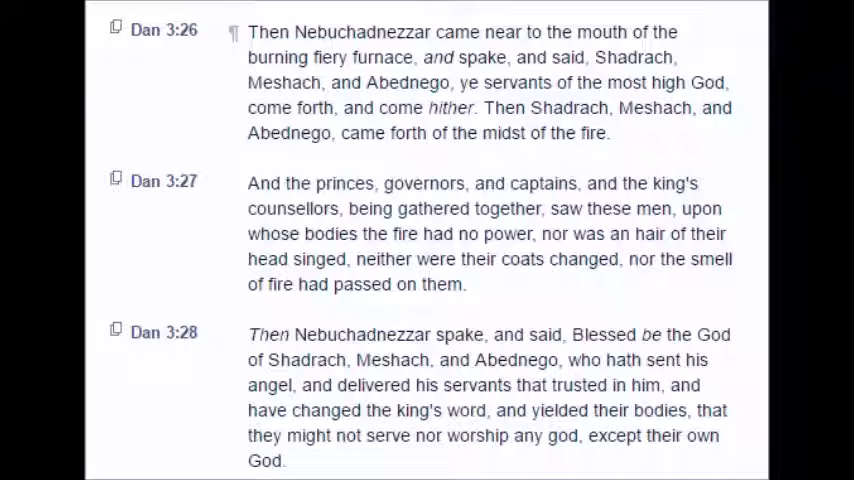 Dan 3:26 ¶ Then Nebuchadnezzar came near to the mouth of the
burning fiery furnace, and spake, and said, Shadrach,
Meshach, and Abednego, ye servants of the most high God,
come forth, and come hither. Then Shadrach, Meshach, and
Abednego, came forth of the midst of the fire.
Dan 3:27 And the princes, governors, and captains, and the king's
counsellors, being gathered together, saw these men, upon
whose bodies the fire had no power, nor was an hair of their
head singed, neither were their coats changed, nor the smell
of fire had passed on them.
Dan 3:28 Then Nebuchadnezzar spake, and said, Blessed be the God
of Shadrach, Meshach, and Abednego, who hath sent his
angel, and delivered his servants that trusted in him, and
have changed the king's word, and yielded their bodies, that
they might not serve nor worship any god, except their own
God.